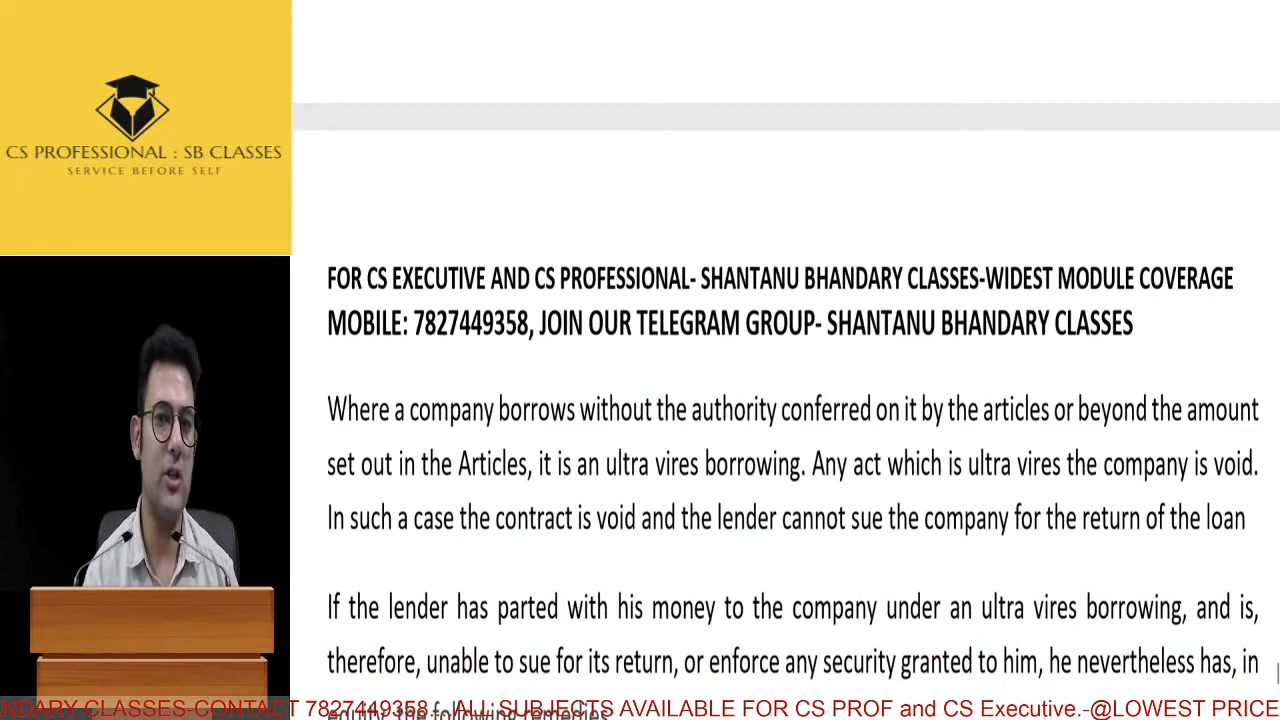 CS PROFESSIONAL : SB CLASSES
SERVICE BEFORE SELF
FOR CS EXECUTIVE AND CS PROFESSIONAL- SHANTANU BHANDARY CLASSES-WIDEST MODULE COVERAGE
MOBILE: 7827449358, JOIN OUR TELEGRAM GROUP- SHANTANU BHANDARY CLASSES
Where a company borrows without the authority conferred on it by the articles or beyond the amount
set out in the Articles, it is an ultra vires borrowing. Any act which is ultra vires the company is void.
In such a case the contract is void and the lender cannot sue the company for the return of the loan
If the lender has parted with his money to the company under an ultra vires borrowing, and is,
therefore, unable to sue for its return, or enforce any security granted to him, he nevertheless has, in
equity, the following remedies
NDARY CLASSES-CONTACT 7827449358 . ALL SUBJECTS AVAILABLE FOR CS PROF and CS Executive.-@LOWEST PRICE